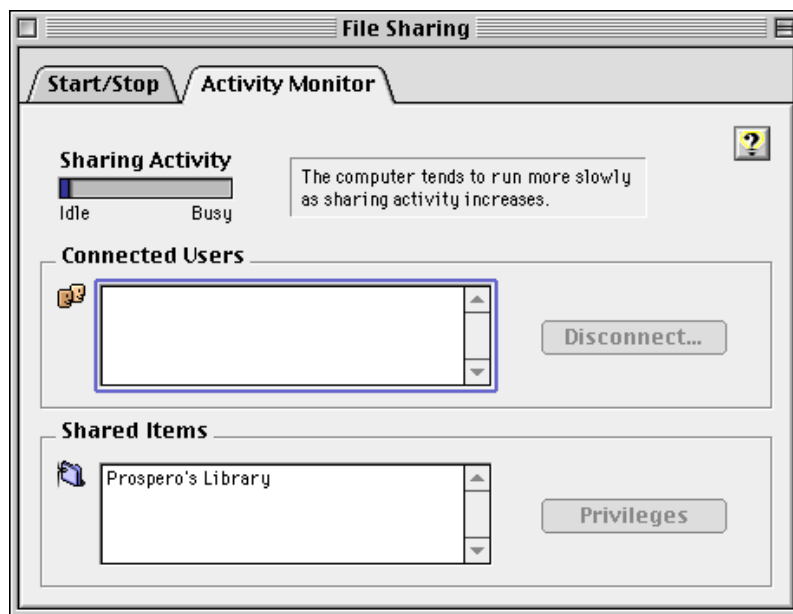 File Sharing
Start/Stop
Activity Monitor
?
Sharing Activity
Idle
Busy
The computer tends to run more slowly
as sharing activity increases.
Connected Users
Disconnect...
Shared Items
Prospero's Library
Privileges